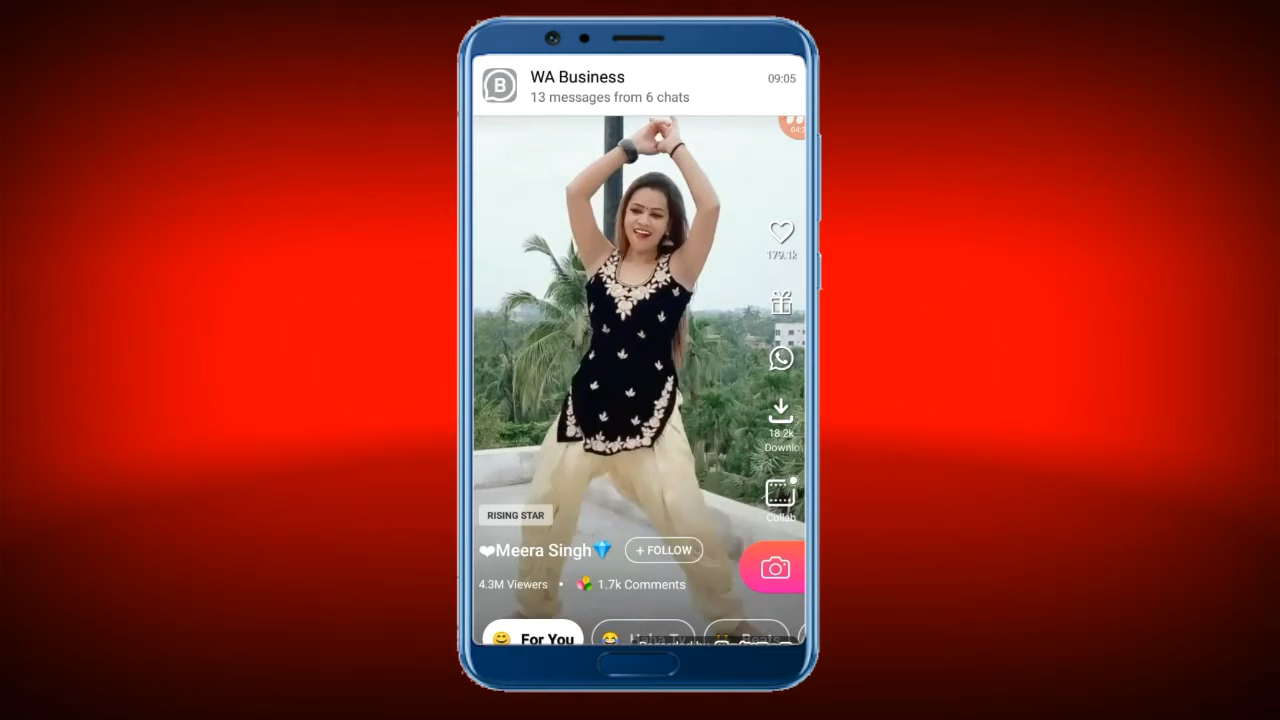 WA Business
09:05
13 messages from 6 chats
B
179.1k
18.2k
Downlo
Collab
RISING STAR
❤Meera Singh💎
+ FOLLOW
4.3M Viewers • 1.7k Comments
For You